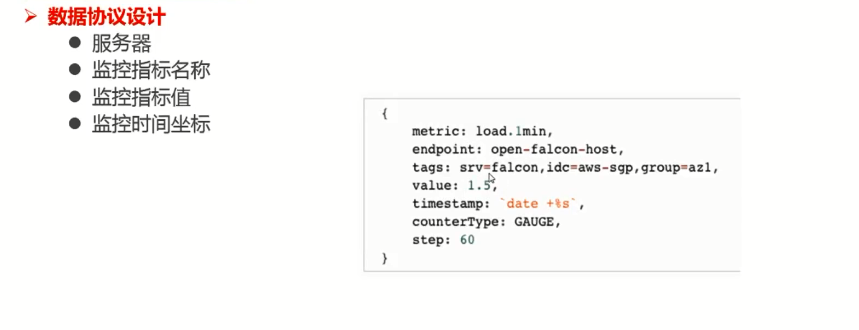 数据协议设计
服务器
监控指标名称
监控指标值
监控时间坐标
{
metric: load.1min,
endpoint: open-falcon-host,
tags: srv=falcon,idc=aws-sgp,group=az1,
value: 1.5,
timestamp: `date +%s`,
counterType: GAUGE,
step: 60
}